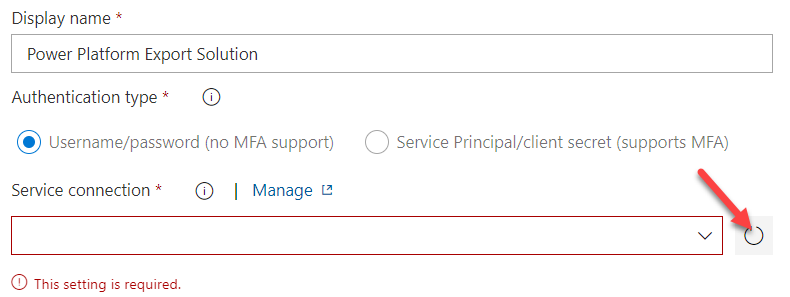 Display name *
Power Platform Export Solution
Authentication type *
Username/password (no MFA support) Service Principal/client secret (supports MFA)
Service connection * | Manage
This setting is required.